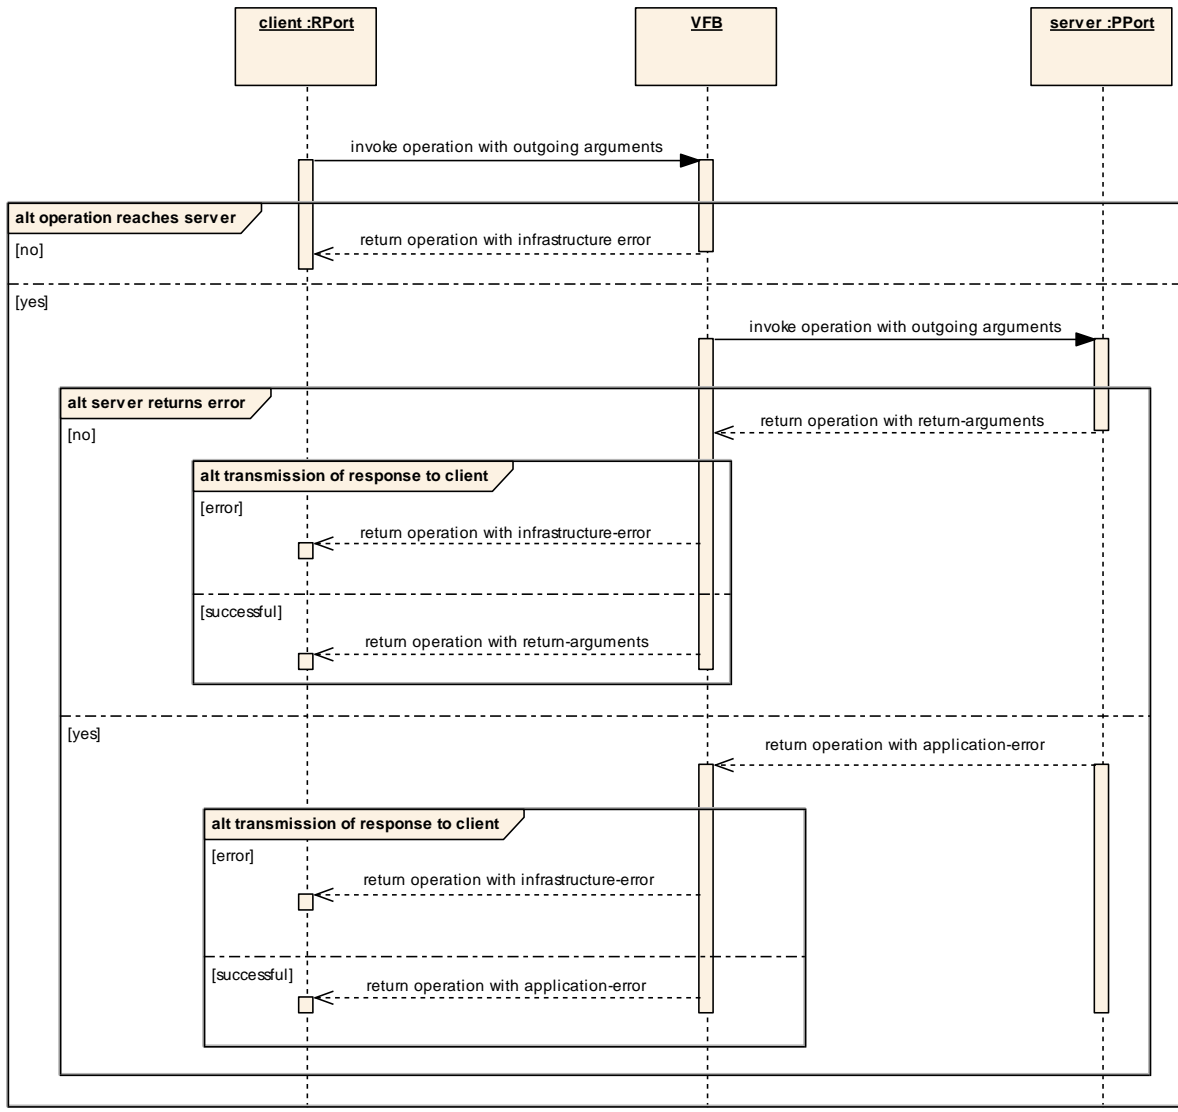 client :RPort
VFB
server :PPort
invoke operation with outgoing arguments
alt operation reaches server
return operation with infrastructure error
[no]
[yes]
invoke operation with outgoing arguments
alt server returns error
return operation with return-arguments
[no]
alt transmission of response to client
[error]
return operation with infrastructure-error
[successful]
return operation with return-arguments
[yes]
return operation with application-error
alt transmission of response to client
[error]
return operation with infrastructure-error
[successful]
return operation with application-error